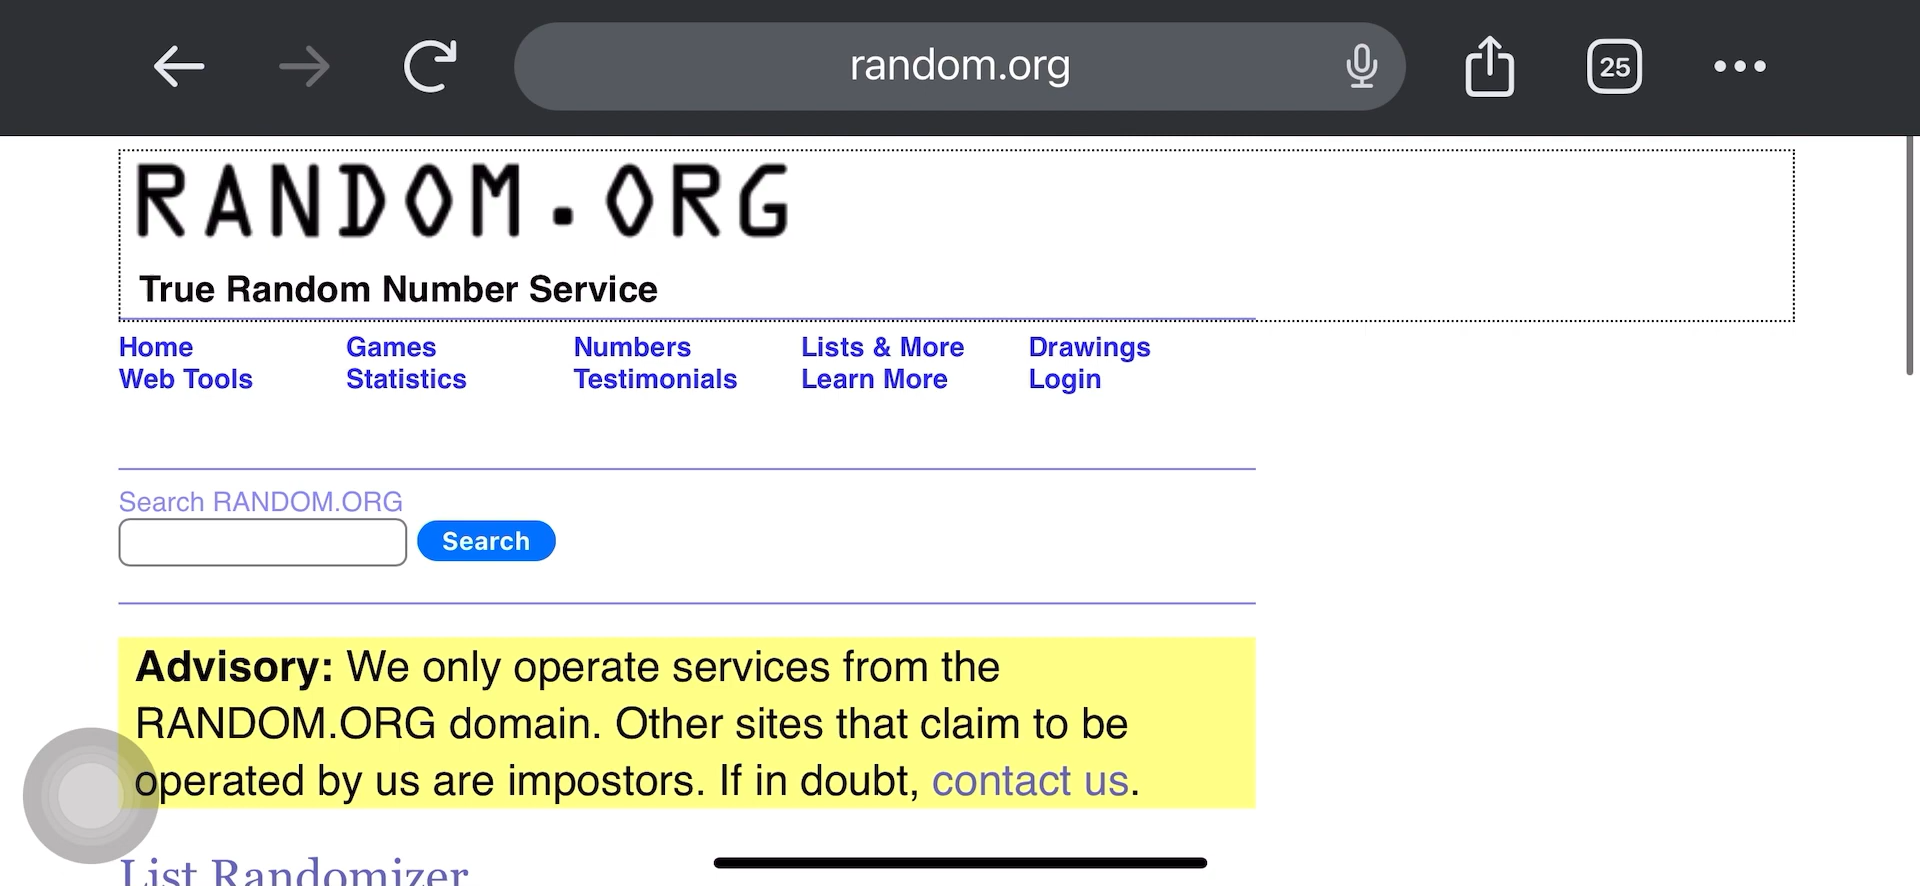 random.org
25
RANDOM.ORG
True Random Number Service
Home Games Numbers Lists & More Drawings
Web Tools Statistics Testimonials Learn More Login
Search RANDOM.ORG
Search
Advisory: We only operate services from the
RANDOM.ORG domain. Other sites that claim to be
operated by us are impostors. If in doubt, contact us.
List Randomizer